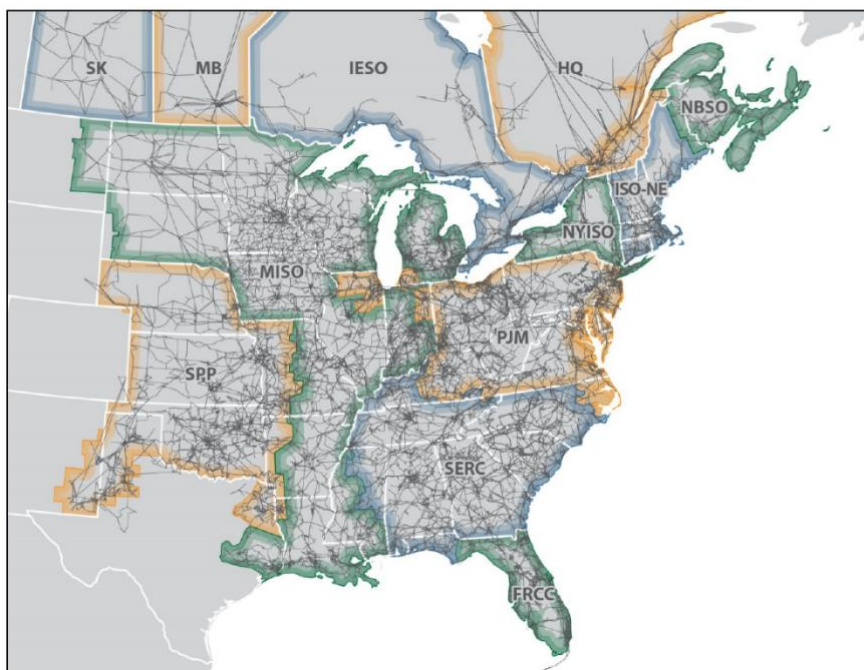 SK
MB
IESO
HQ
NBSO
ISO-NE
NYISO
MISO
PJM
SPP
SERC
FRCC